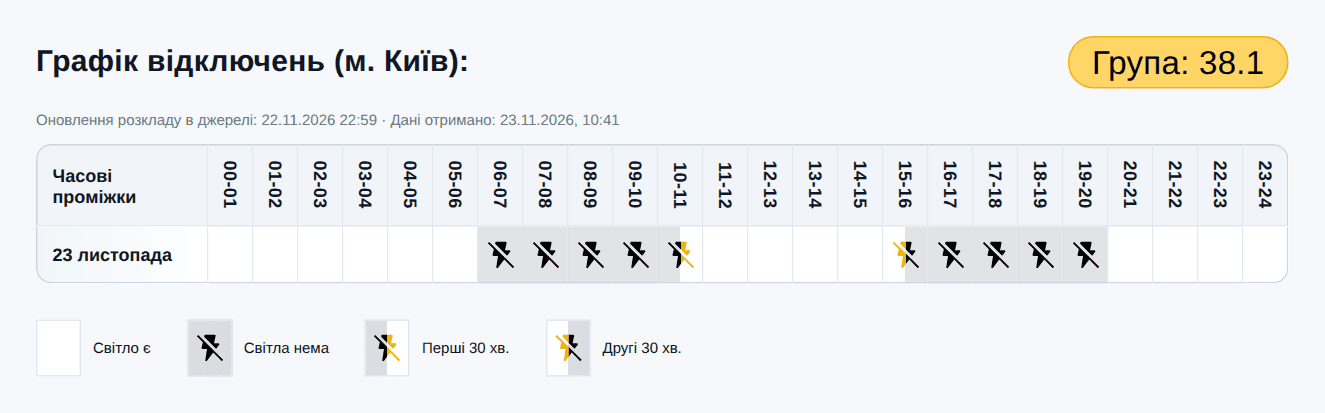 Графік відключень (м. Київ):
Група: 38.1
Оновлення розкладу в джерелі: 22.11.2026 22:59 · Дані отримано: 23.11.2026, 10:41
Часові
проміжки
00-01
01-02
02-03
03-04
04-05
05-06
06-07
07-08
08-09
09-10
10-11
11-12
12-13
13-14
14-15
15-16
16-17
17-18
18-19
19-20
20-21
21-22
22-23
23-24
23 листопада
Світло є
Світла нема
Перші 30 хв.
Другі 30 хв.